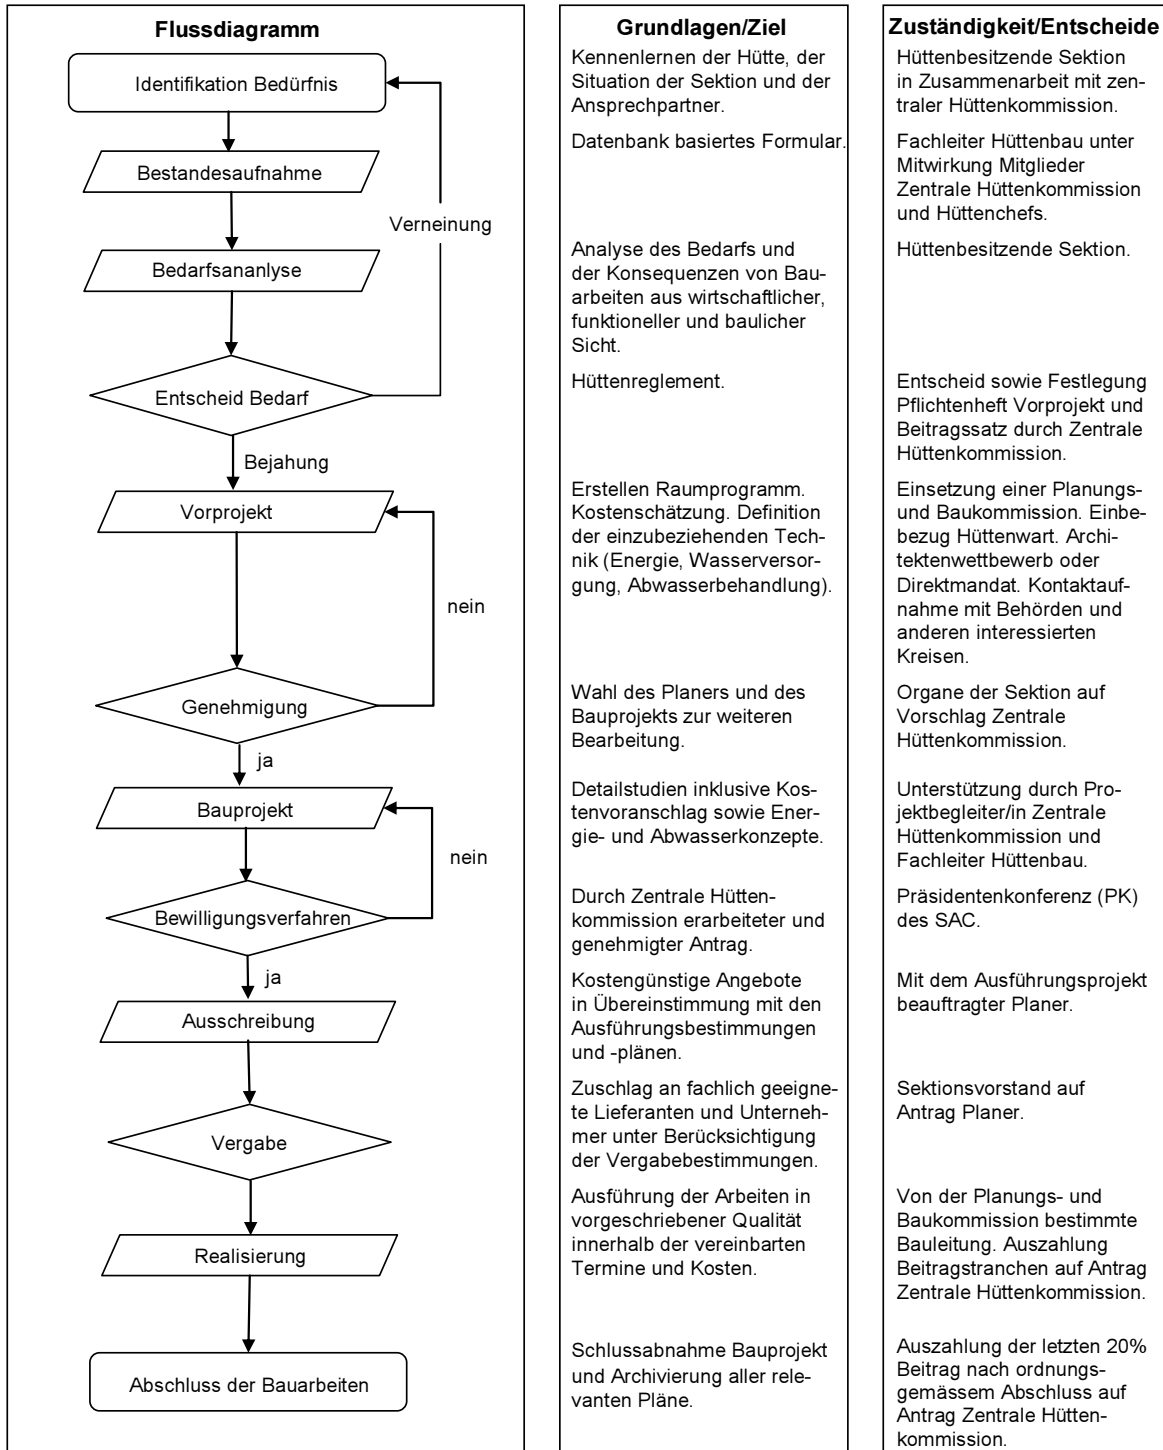 Flussdiagramm
Identifikation Bedürfnis
Bestandesaufnahme
Verneinung
Bedarfsananlyse
Entscheid Bedarf
Bejahung
Vorprojekt
nein
Genehmigung
ja
Bauprojekt
nein
Bewilligungsverfahren
ja
Ausschreibung
Vergabe
Realisierung
Abschluss der Bauarbeiten
Grundlagen/Ziel
Kennenlernen der Hütte, der
Situation der Sektion und der
Ansprechpartner.
Datenbank basiertes Formular.
Analyse des Bedarfs und
der Konsequenzen von Bau-
arbeiten aus wirtschaftlicher,
funktioneller und baulicher
Sicht.
Hüttenreglement.
Erstellen Raumprogramm.
Kostenschätzung. Definition
der einzubeziehenden Tech-
nik (Energie, Wasserversor-
gung, Abwasserbehandlung).
Wahl des Planers und des
Bauprojekts zur weiteren
Bearbeitung.
Detailstudien inklusive Kos-
tenvoranschlag sowie Ener-
gie- und Abwasserkonzepte.
Durch Zentrale Hütten-
kommission erarbeiteter und
genehmigter Antrag.
Kostengünstige Angebote
in Übereinstimmung mit den
Ausführungsbestimmungen
und -plänen.
Zuschlag an fachlich geeigne-
te Lieferanten und Unterneh-
mer unter Berücksichtigung
der Vergabebestimmungen.
Ausführung der Arbeiten in
vorgeschriebener Qualität
innerhalb der vereinbarten
Termine und Kosten.
Schlussabnahme Bauprojekt
und Archivierung aller rele-
vanten Pläne.
Zuständigkeit/Entscheide
Hüttenbesitzende Sektion
in Zusammenarbeit mit zen-
traler Hüttenkommission.
Fachleiter Hüttenbau unter
Mitwirkung Mitglieder
Zentrale Hüttenkommission
und Hüttenchefs.
Hüttenbesitzende Sektion.
Entscheid sowie Festlegung
Pflichtenheft Vorprojekt und
Beitragssatz durch Zentrale
Hüttenkommission.
Einsetzung einer Planungs-
und Baukommission. Einbe-
bezug Hüttenwart. Archi-
tektenwettbewerb oder
Direktmandat. Kontaktauf-
nahme mit Behörden und
anderen interessierten
Kreisen.
Organe der Sektion auf
Vorschlag Zentrale
Hüttenkommission.
Unterstützung durch Pro-
jektbegleiter/in Zentrale
Hüttenkommission und
Fachleiter Hüttenbau.
Präsidentenkonferenz (PK)
des SAC.
Mit dem Ausführungsprojekt
beauftragter Planer.
Sektionsvorstand auf
Antrag Planer.
Von der Planungs- und
Baukommission bestimmte
Bauleitung. Auszahlung
Beitragstranchen auf Antrag
Zentrale Hüttenkommission.
Auszahlung der letzten 20%
Beitrag nach ordnungs-
gemässem Abschluss auf
Antrag Zentrale Hütten-
kommission.